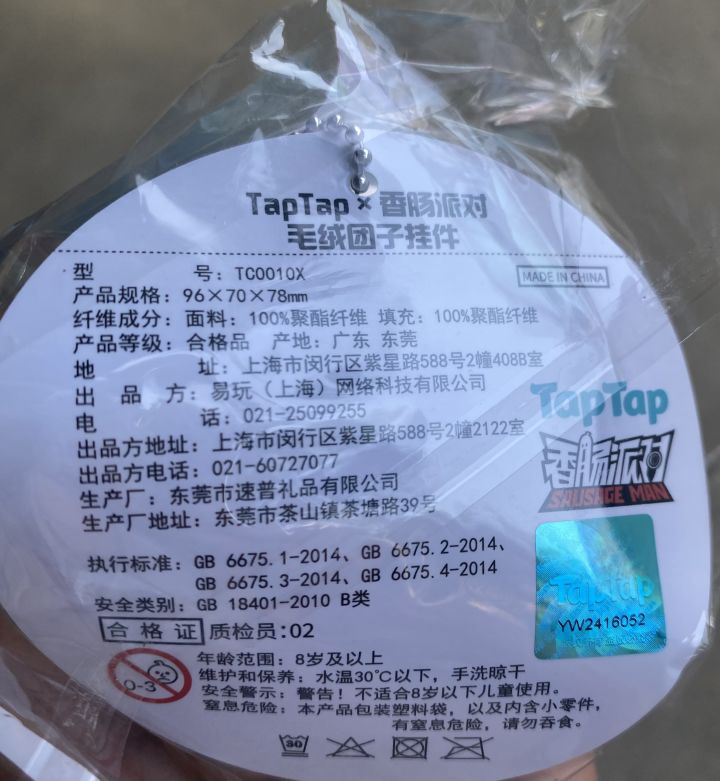 TapTap×香肠派对
毛绒团子挂件
型 号：TC0010X
MADE IN CHINA
产品规格：96×70×78mm
纤维成分：面料：100%聚酯纤维 填充：100%聚酯纤维
产品等级：合格品 产地：广东 东莞
地 址：上海市闵行区紫星路588号2幢408B室
出 品 方：易玩（上海）网络科技有限公司
电 话：021-25099255
出品方地址：上海市闵行区紫星路588号2幢2122室
出品方电话：021-60727077
生产厂：东莞市速普礼品有限公司
生产厂地址：东莞市茶山镇茶塘路39号
TapTap
香肠派对
SAUSAGE MAN
执行标准：GB 6675.1-2014、GB 6675.2-2014、
GB 6675.3-2014、GB 6675.4-2014
安全类别：GB 18401-2010 B类
合格证 质检员：02
TapTap
YW2416052
0-3
年龄范围：8岁及以上
维护和保养：水温30℃以下，手洗晾干
安全警示：警告！不适合8岁以下儿童使用。
窒息危险：本产品包装塑料袋，以及内含小零件，
有窒息危险，请勿吞食。
30